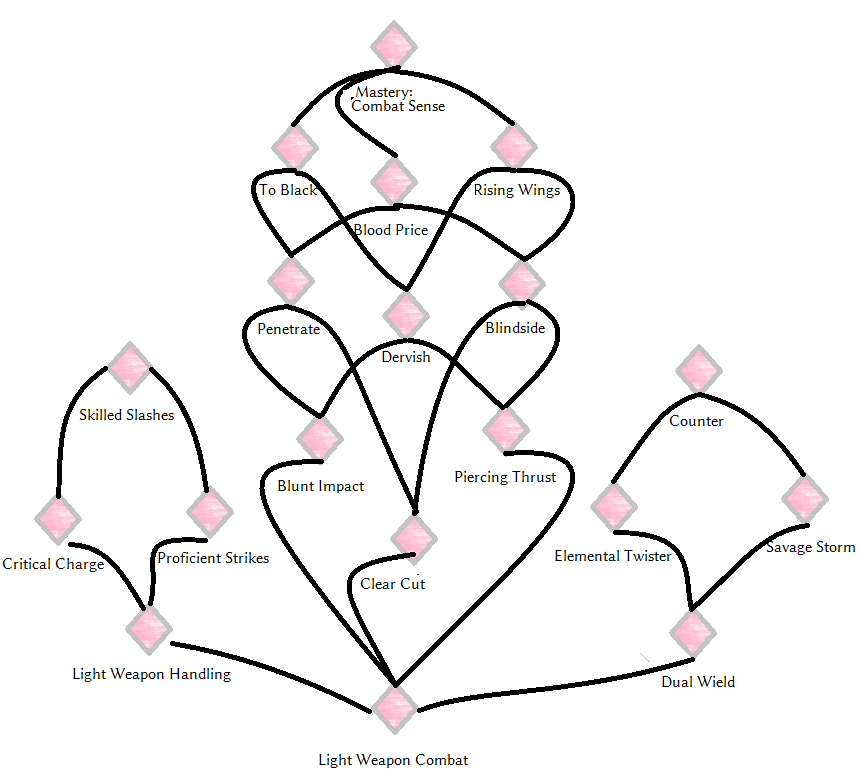 Mastery:
Combat Sense
To Black
Rising Wings
Blood Price
Penetrate
Blindside
Dervish
Skilled Slashes
Counter
Blunt Impact
Piercing Thrust
Critical Charge
Proficient Strikes
Clear Cut
Elemental Twister
Savage Storm
Light Weapon Handling
Dual Wield
Light Weapon Combat